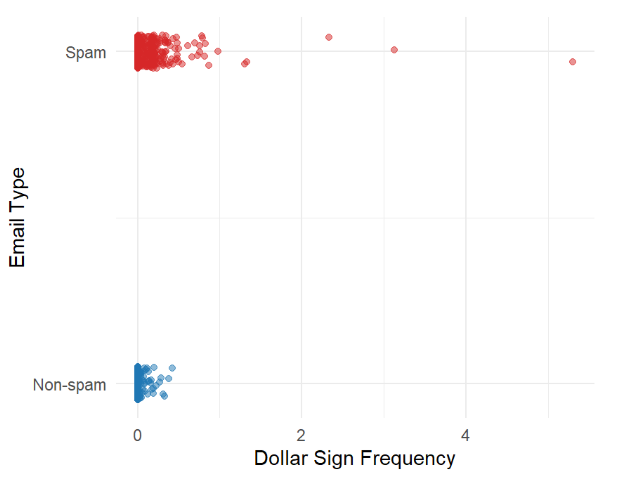 Spam
Email Type
Non-spam
0 2 4
Dollar Sign Frequency